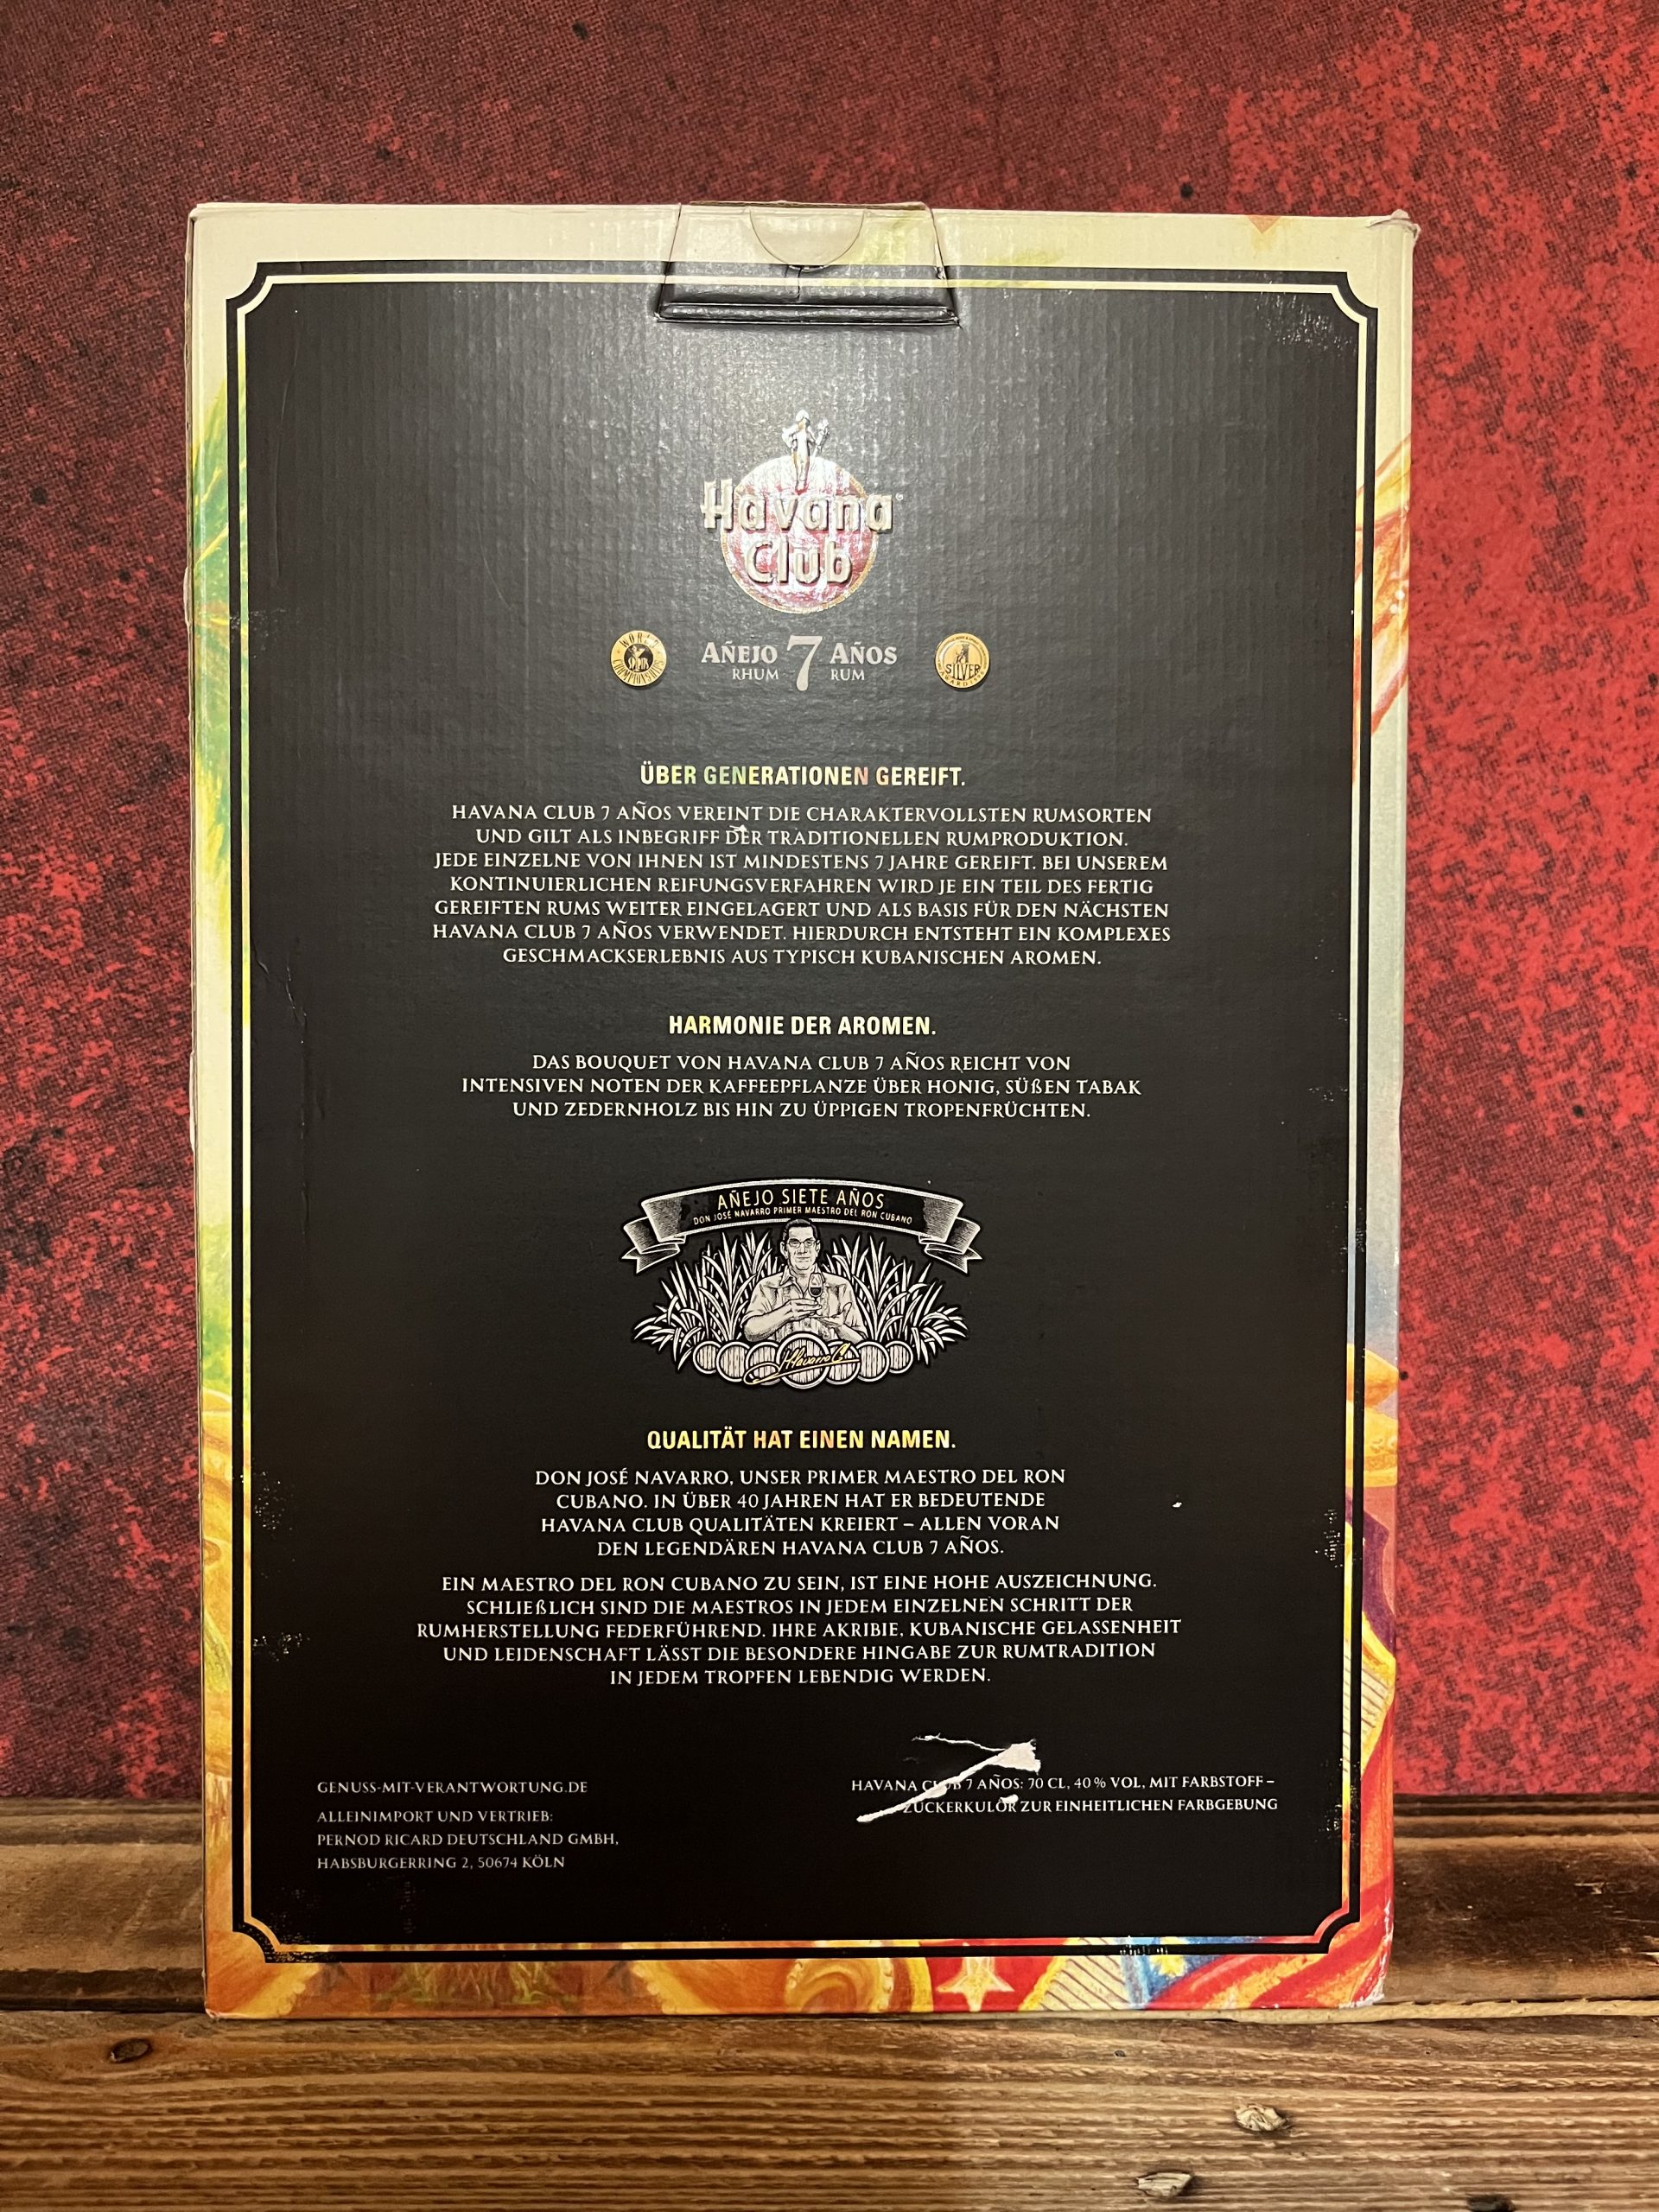 Havana
Club
AÑEJO 7 AÑOS
RHUM RUM
SILVER
ÜBER GENERATIONEN GEREIFT.
HAVANA CLUB 7 AÑOS VEREINT DIE CHARAKTERVOLLSTEN RUMSORTEN
UND GILT ALS INBEGRIFF DER TRADITIONELLEN RUMPRODUKTION.
JEDE EINZELNE VON IHNEN IST MINDESTENS 7 JAHRE GEREIFT. BEI UNSEREM
KONTINUIERLICHEN REIFUNGSVERFAHREN WIRD JE EIN TEIL DES FERTIG
GEREIFTEN RUMS WEITER EINGELAGERT UND ALS BASIS FÜR DEN NÄCHSTEN
HAVANA CLUB 7 AÑOS VERWENDET. HIERDURCH ENTSTEHT EIN KOMPLEXES
GESCHMACKSERLEBNIS AUS TYPISCH KUBANISCHEN AROMEN.
HARMONIE DER AROMEN.
DAS BOUQUET VON HAVANA CLUB 7 AÑOS REICHT VON
INTENSIVEN NOTEN DER KAFFEEPFLANZE ÜBER HONIG, SÜßEN TABAK
UND ZEDERNHOLZ BIS HIN ZU ÜPPIGEN TROPENFRÜCHTEN.
AÑEJO SIETE AÑOS
DON JOSÉ NAVARRO PRIMER MAESTRO DEL RON CUBANO
QUALITÄT HAT EINEN NAMEN.
DON JOSÉ NAVARRO, UNSER PRIMER MAESTRO DEL RON
CUBANO. IN ÜBER 40 JAHREN HAT ER BEDEUTENDE
HAVANA CLUB QUALITÄTEN KREIERT – ALLEN VORAN
DEN LEGENDÄREN HAVANA CLUB 7 AÑOS.
EIN MAESTRO DEL RON CUBANO ZU SEIN, IST EINE HOHE AUSZEICHNUNG.
SCHLIEßLICH SIND DIE MAESTROS IN JEDEM EINZELNEN SCHRITT DER
RUMHERSTELLUNG FEDERFÜHREND. IHRE AKRIBIE, KUBANISCHE GELASSENHEIT
UND LEIDENSCHAFT LÄSST DIE BESONDERE HINGABE ZUR RUMTRADITION
IN JEDEM TROPFEN LEBENDIG WERDEN.
GENUSS-MIT-VERANTWORTUNG.DE
ALLEINIMPORT UND VERTRIEB:
PERNOD RICARD DEUTSCHLAND GMBH,
HABSBURGERRING 2, 50674 KÖLN
HAVANA CLUB 7 AÑOS: 70 CL, 40 % VOL, MIT FARBSTOFF –
ZUCKERKULÖR ZUR EINHEITLICHEN FARBGEBUNG